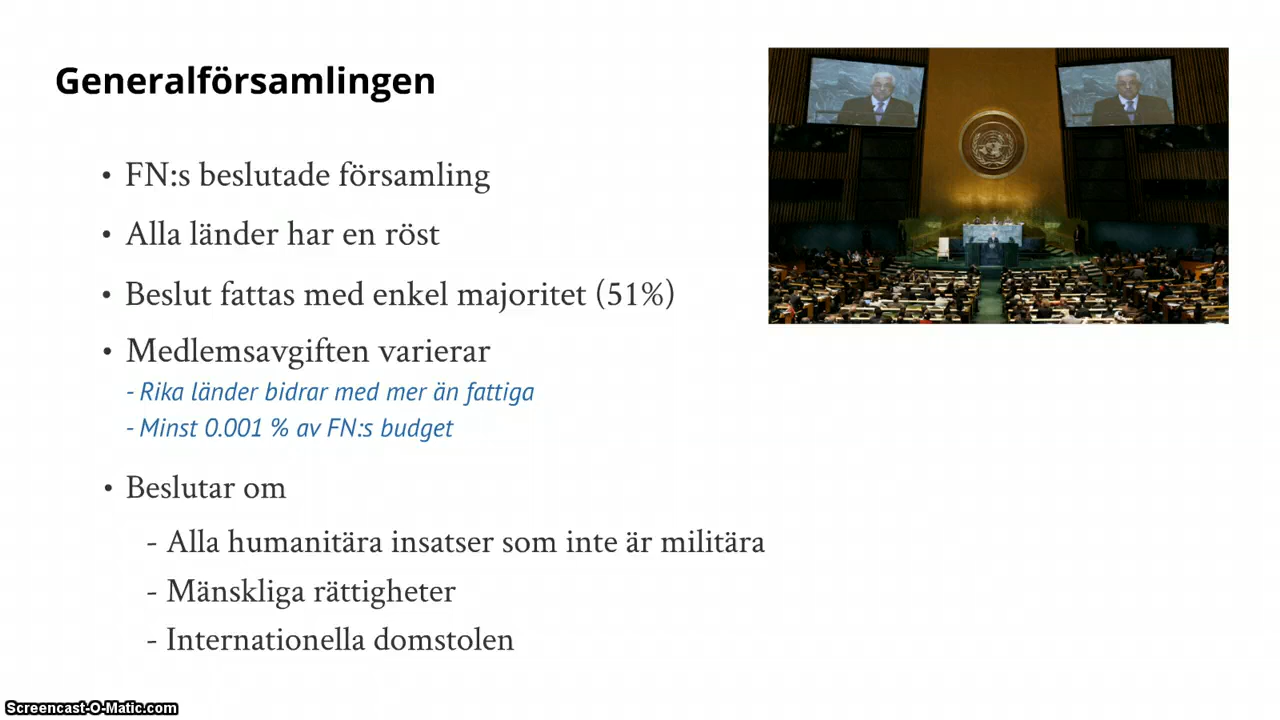 Generalförsamlingen
• FN:s beslutade församling
• Alla länder har en röst
• Beslut fattas med enkel majoritet (51%)
• Medlemsavgiften varierar
- Rika länder bidrar med mer än fattiga
- Minst 0.001 % av FN:s budget
• Beslutar om
- Alla humanitära insatser som inte är militära
- Mänskliga rättigheter
- Internationella domstolen
Screencast-O-Matic.com